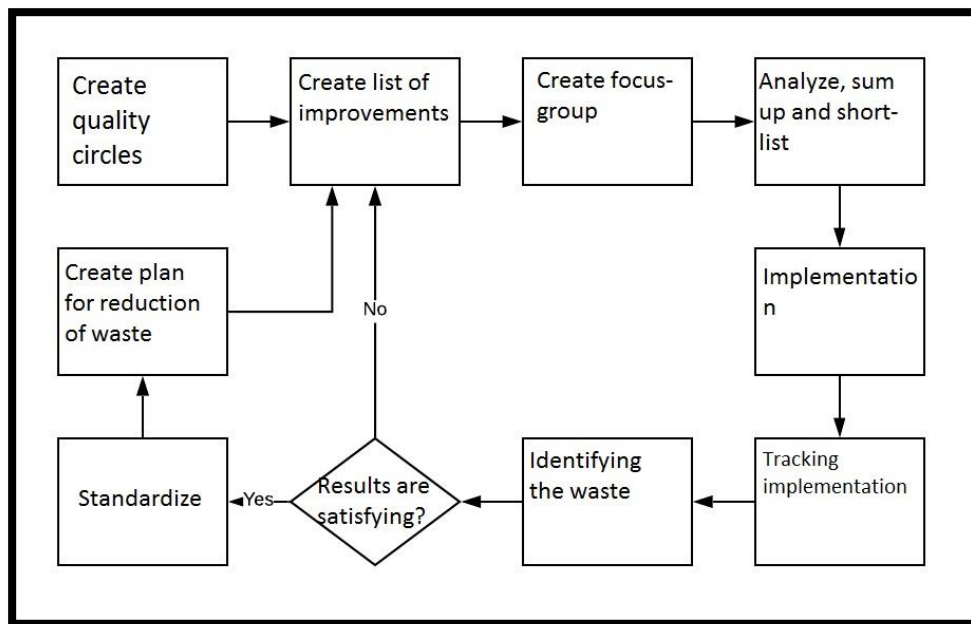 Create
quality
circles
Create list of
improvements
Create focus-
group
Analyze, sum
up and short-
list
Create plan
for reduction
of waste
No
Implementatio
n
Standardize
Yes
Results are
satisfying?
Identifying
the waste
Tracking
implementation